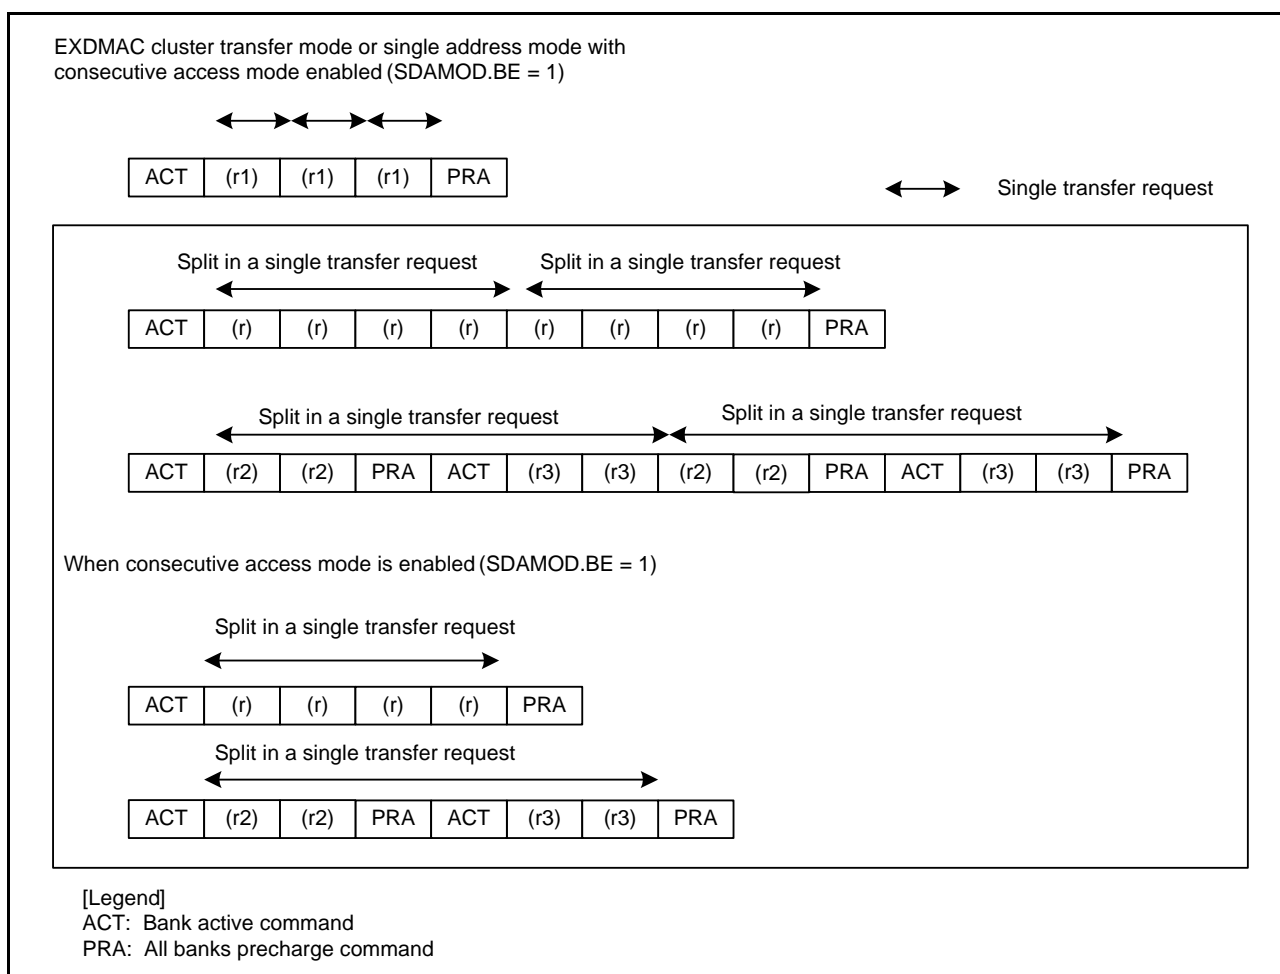 EXDMAC cluster transfer mode or single address mode with
consecutive access mode enabled (SDAMOD.BE = 1)
ACT (r1) (r1) (r1) PRA
Single transfer request
Split in a single transfer request Split in a single transfer request
ACT (r) (r) (r) (r) (r) (r) (r) (r) PRA
Split in a single transfer request Split in a single transfer request
ACT (r2) (r2) PRA ACT (r3) (r3) (r2) (r2) PRA ACT (r3) (r3) PRA
When consecutive access mode is enabled (SDAMOD.BE = 1)
Split in a single transfer request
ACT (r) (r) (r) (r) PRA
Split in a single transfer request
ACT (r2) (r2) PRA ACT (r3) (r3) PRA
[Legend]
ACT: Bank active command
PRA: All banks precharge command